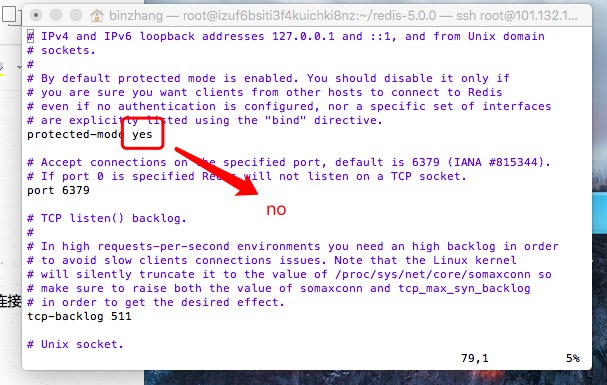 binzhang — root@izuf6bsiti3f4kuichki8nz:~/redis-5.0.0 — ssh root@101.132.1...
# IPv4 and IPv6 loopback addresses 127.0.0.1 and ::1, and from Unix domain
# sockets.
#
# By default protected mode is enabled. You should disable it only if
# you are sure you want clients from other hosts to connect to Redis
# even if no authentication is configured, nor a specific set of interfaces
# are explicitly listed using the "bind" directive.
protected-mode yes
# Accept connections on the specified port, default is 6379 (IANA #815344).
# If port 0 is specified Redis will not listen on a TCP socket.
port 6379
no
# TCP listen() backlog.
#
# In high requests-per-second environments you need an high backlog in order
# to avoid slow clients connections issues. Note that the Linux kernel
# will silently truncate it to the value of /proc/sys/net/core/somaxconn so
# make sure to raise both the value of somaxconn and tcp_max_syn_backlog
# in order to get the desired effect.
连接
tcp-backlog 511
# Unix socket.
79,1 5%